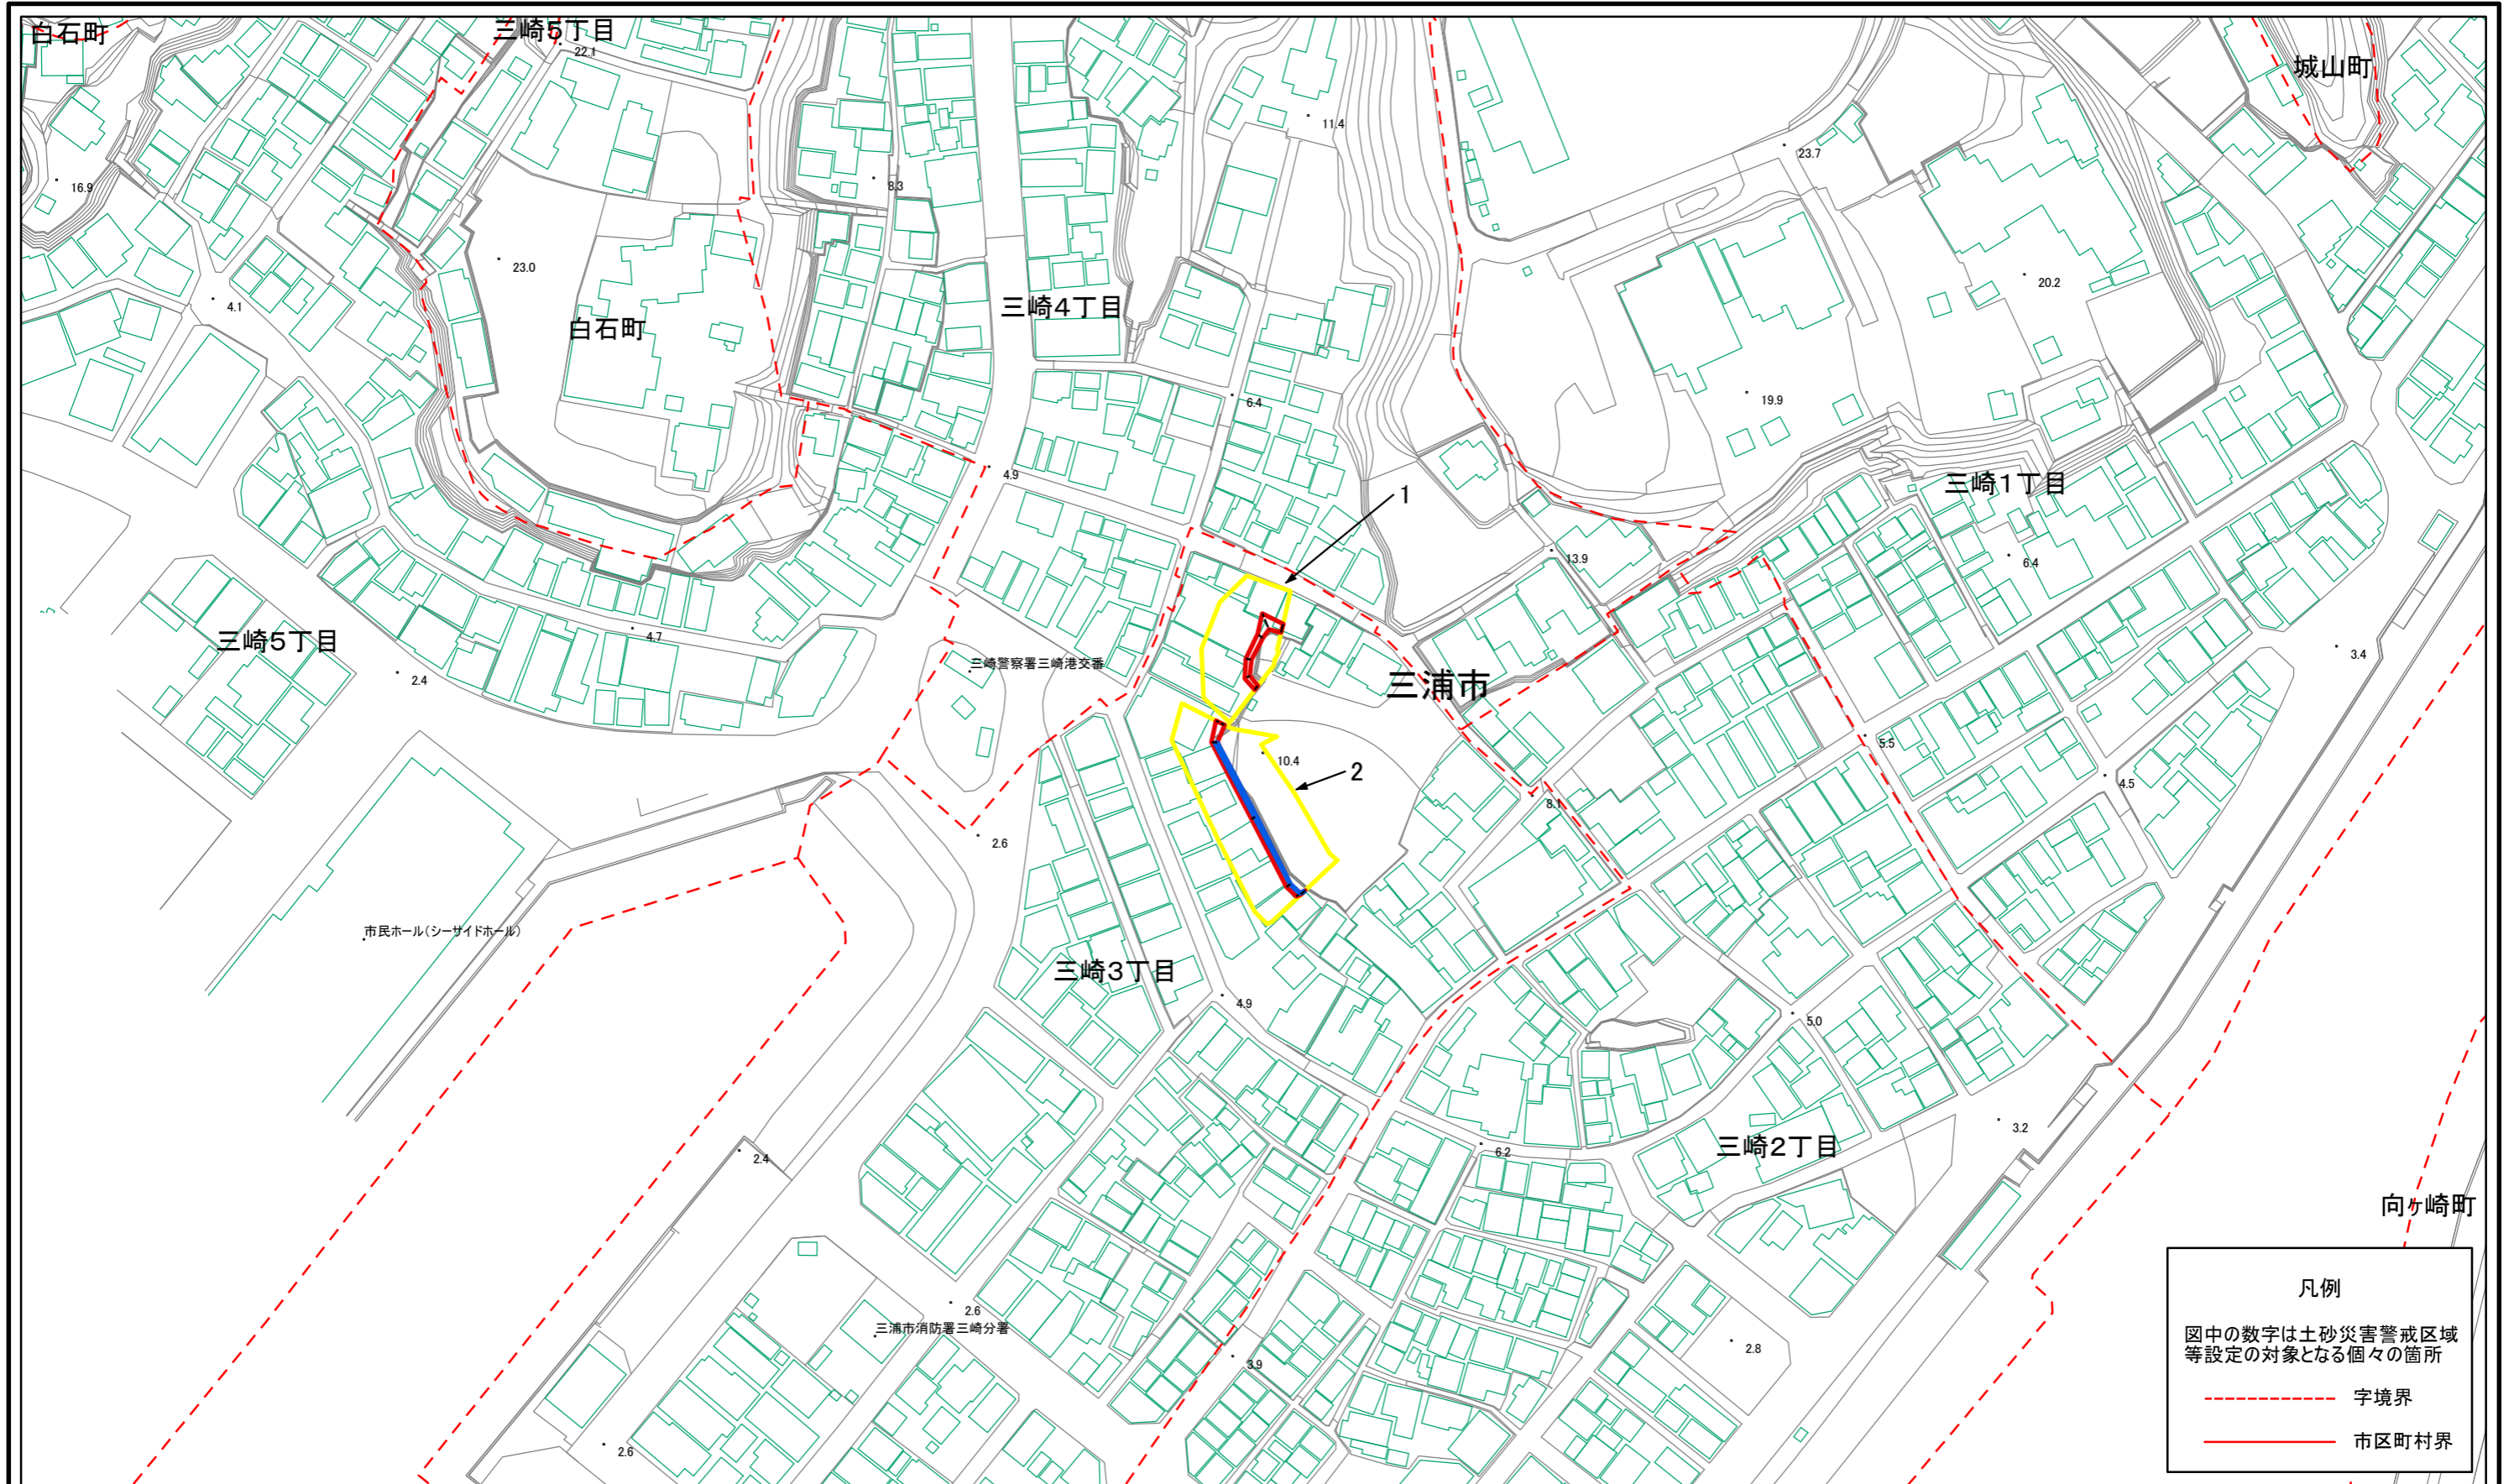 白石町
三崎5丁目
22.1
城山町
11.4
23.7
16.9
8.3
23.0
20.2
4.1
三崎4丁目
白石町
6.4
19.9
4.9
三崎1丁目
1
13.9
6.4
三崎5丁目
4.7
三崎警察署三崎港交番
3.4
2.4
三浦市
5.5
10.4
2
4.5
8.1
2.6
市民ホール(シーサイドホール)
三崎3丁目
4.9
5.0
3.2
2.4
6.2
三崎2丁目
向ヶ崎町
2.6
三浦市消防署三崎分署
2.8
3.9
2.6
凡例
図中の数字は土砂災害警戒区域
等設定の対象となる個々の箇所
字境界
市区町村界